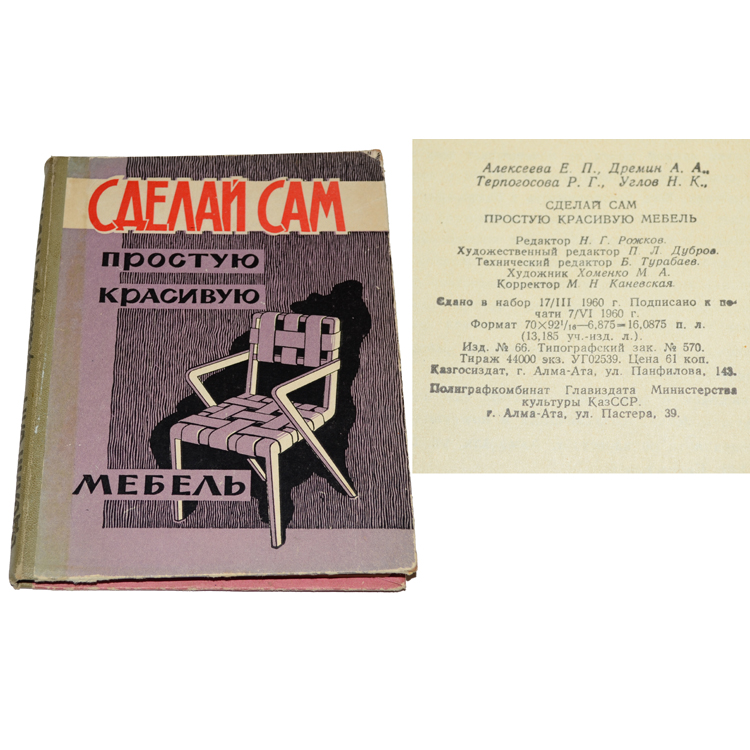 СДЕЛАЙ САМ
ПРОСТУЮ
КРАСИВУЮ
МЕБЕЛЬ
Алексеева Е. П., Дремин А. А.,
Терпогосова Р. Г., Углов Н. К.,
СДЕЛАЙ САМ
ПРОСТУЮ КРАСИВУЮ МЕБЕЛЬ
Редактор Н. Г. Рожков.
Художественный редактор П. Л. Дубров.
Технический редактор Б. Турабаев.
Художник Хоменко М. А.
Корректор М. Н. Каневская.
Сдано в набор 17/III 1960 г. Подписано к пе-
чати 7/VI 1960 г.
Формат 70×92¹/₁₆—6,875=16,0875 п. л.
(13,185 уч.-изд. л.).
Изд. № 66. Типографский зак. № 570.
Тираж 44000 экз. УГ02539. Цена 61 коп.
Казгосиздат, г. Алма-Ата, ул. Панфилова, 143.
Полиграфкомбинат Главиздата Министерства
культуры КазССР.
г. Алма-Ата, ул. Пастера, 39.